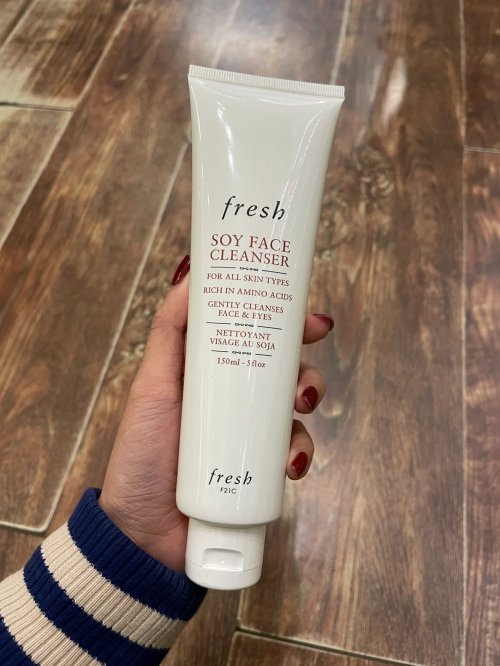 fresh
SOY FACE
CLEANSER
FOR ALL SKIN TYPES
RICH IN AMINO ACIDS
GENTLY CLEANSES
FACE & EYES
NETTOYANT
VISAGE AU SOJA
150ml - 5 fl oz
fresh
F21C